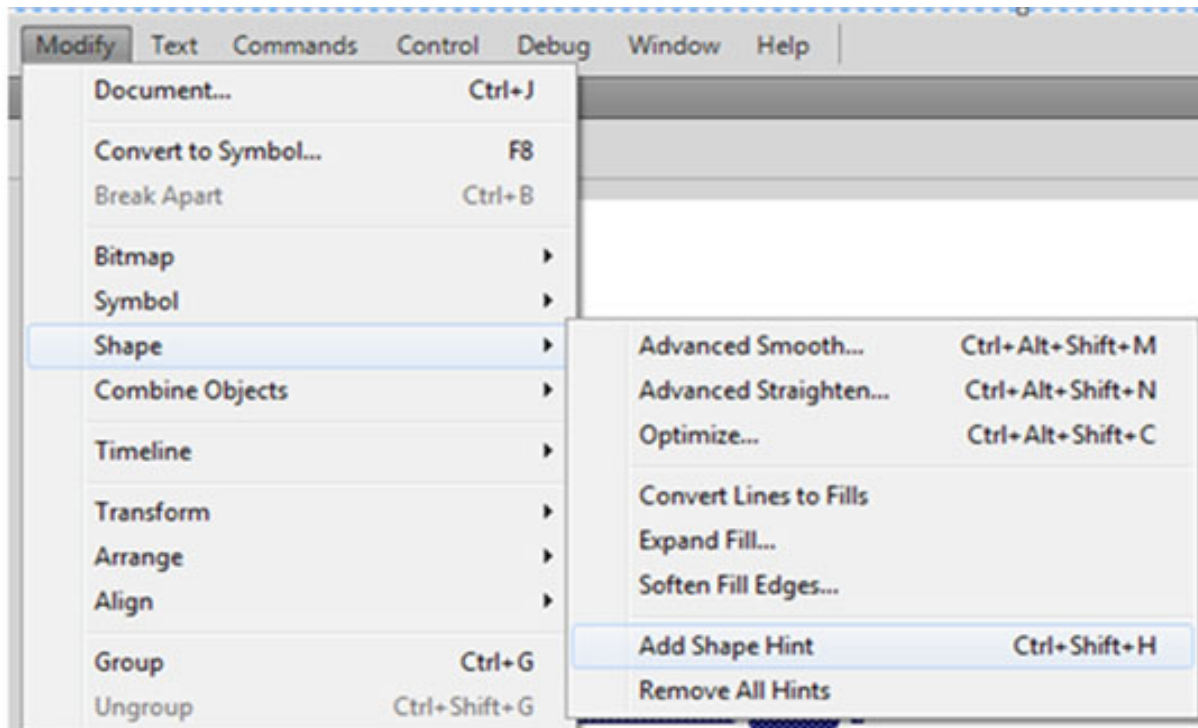 Modify Text Commands Control Debug Window Help
Document... Ctrl+J
Convert to Symbol... F8
Break Apart Ctrl+B
Bitmap
Symbol
Shape
Combine Objects
Timeline
Transform
Arrange
Align
Group Ctrl+G
Ungroup Ctrl+Shift+G
Advanced Smooth... Ctrl+Alt+Shift+M
Advanced Straighten... Ctrl+Alt+Shift+N
Optimize... Ctrl+Alt+Shift+C
Convert Lines to Fills
Expand Fill...
Soften Fill Edges...
Add Shape Hint Ctrl+Shift+H
Remove All Hints